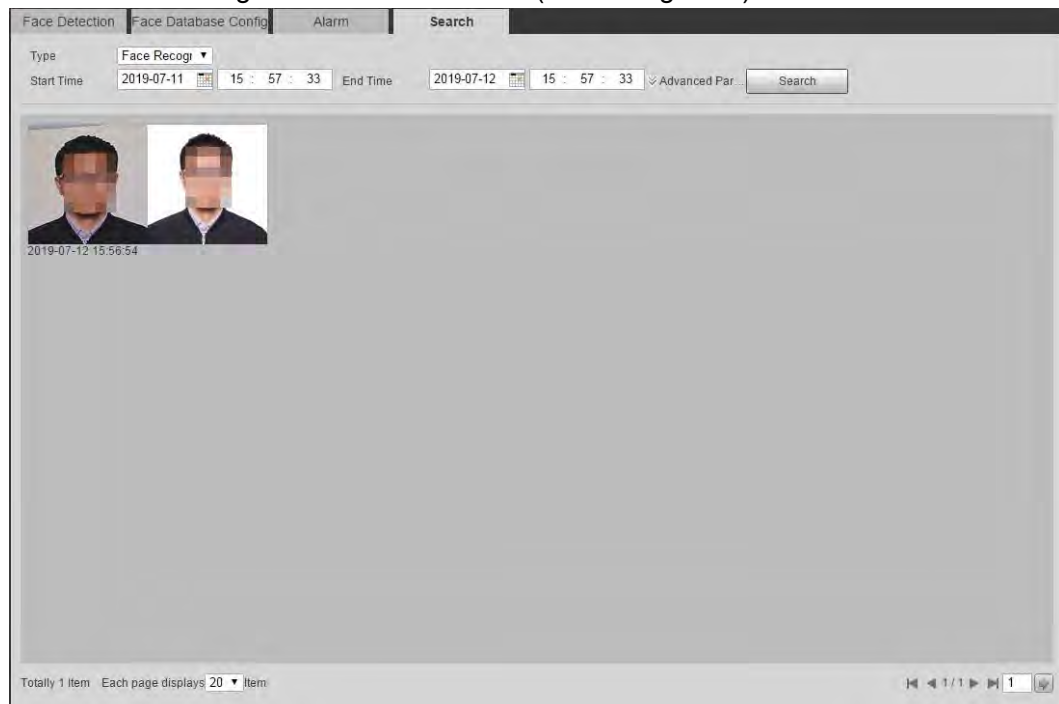 Face Detection Face Database Config Alarm Search
Type Face Recogı
Start Time 2019-07-11 15 : 57 : 33 End Time 2019-07-12 15 : 57 : 33 Advanced Par... Search
2019-07-12 15:56:54
Totally 1 Item Each page displays 20 Item 1 / 1 1